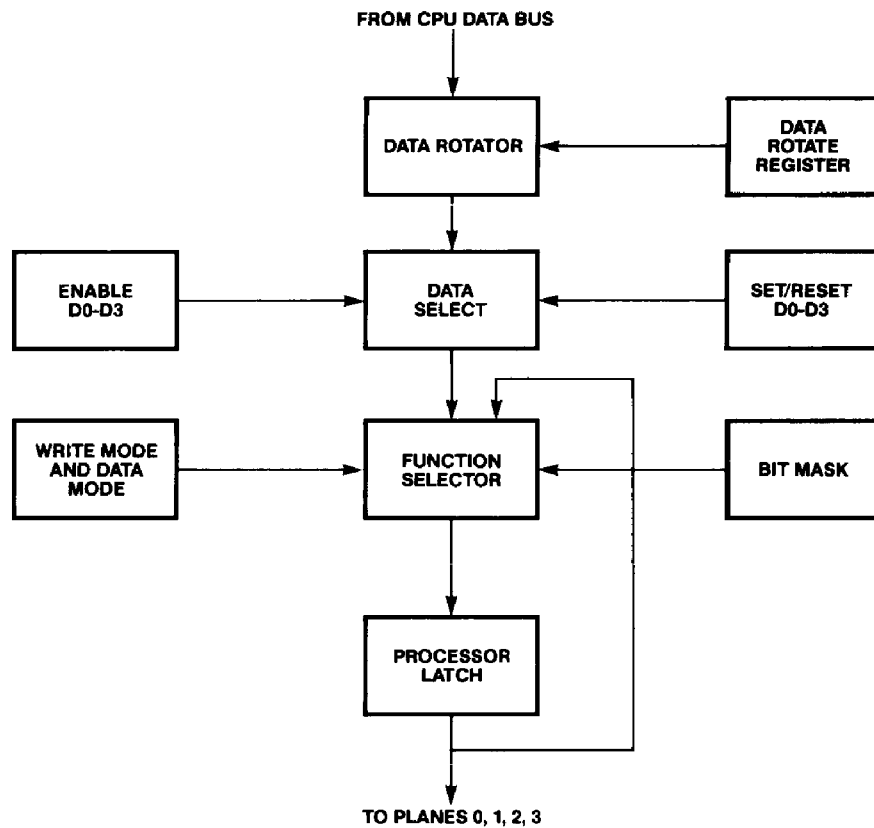 FROM CPU DATA BUS
DATA ROTATOR
DATA
ROTATE
REGISTER
ENABLE
D0-D3
DATA
SELECT
SET/RESET
D0-D3
WRITE MODE
AND DATA
MODE
FUNCTION
SELECTOR
BIT MASK
PROCESSOR
LATCH
TO PLANES 0, 1, 2, 3